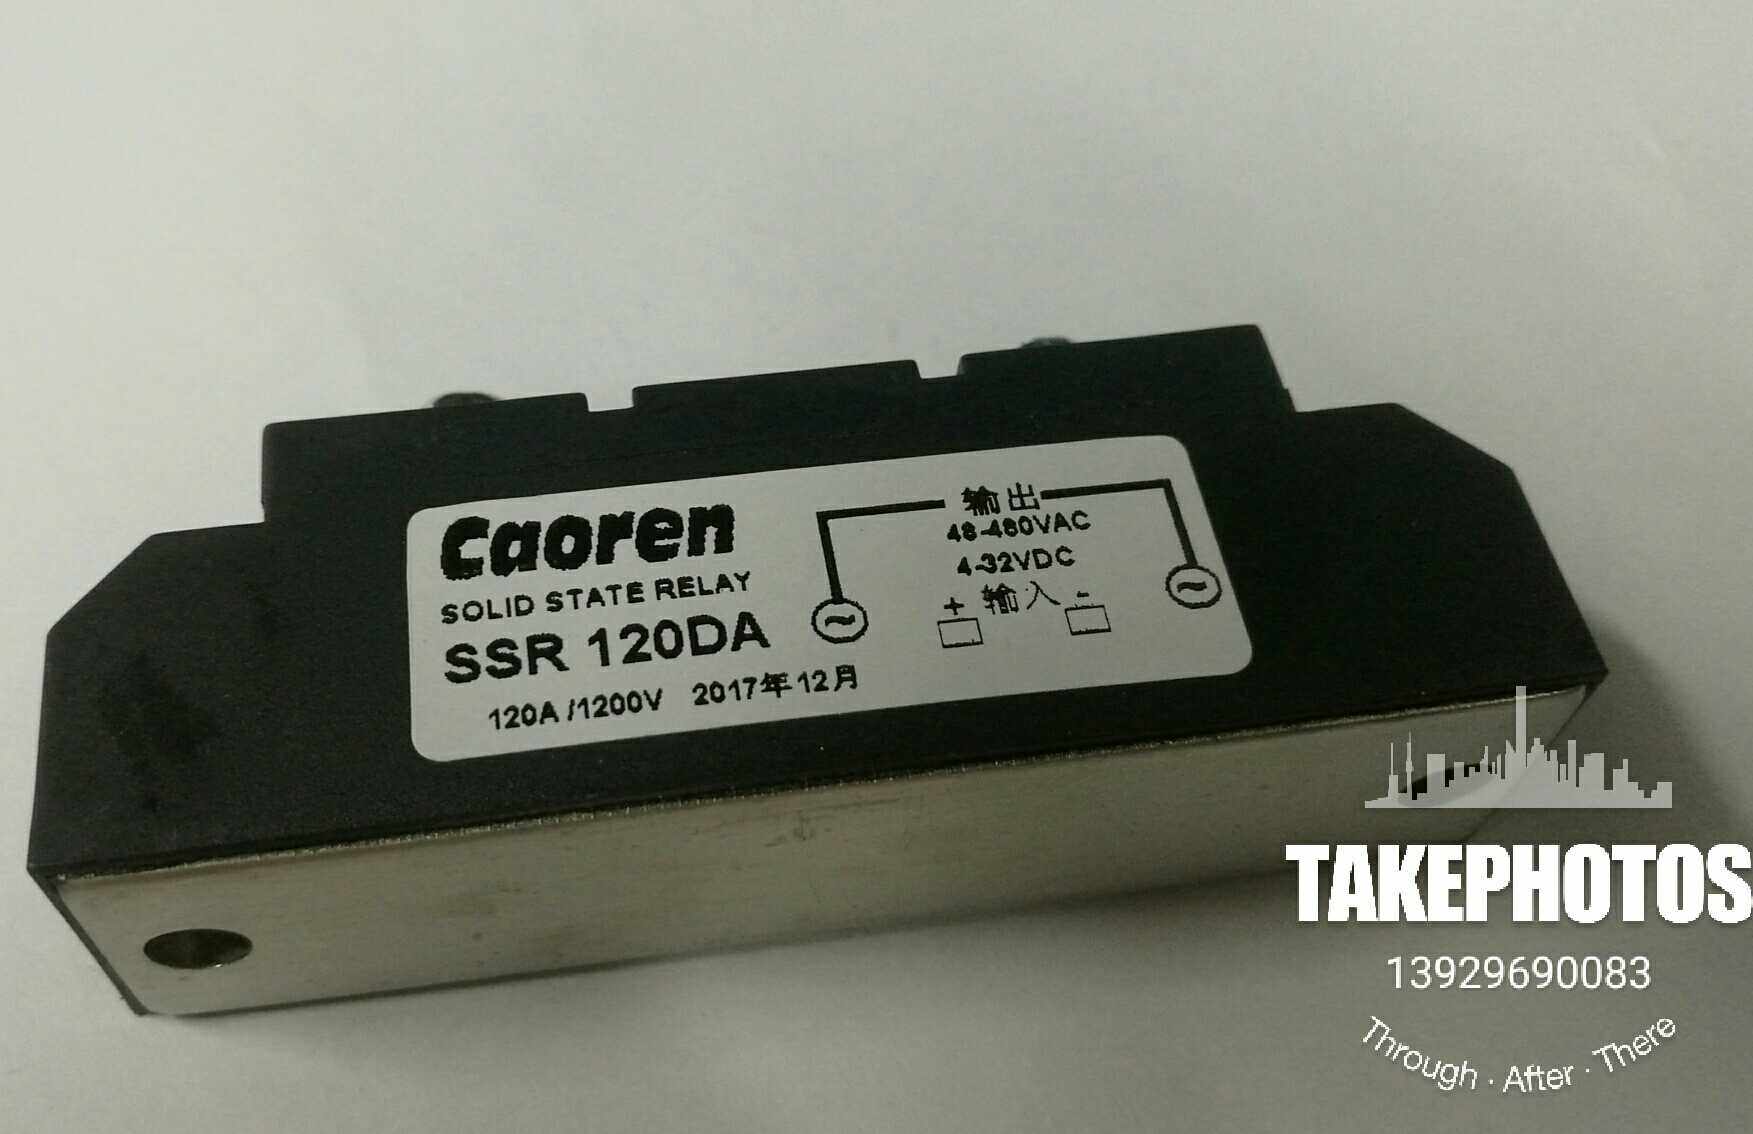 Caoren
SOLID STATE RELAY
SSR 120DA
120A /1200V 2017年12月
输出
48-480VAC
4-32VDC
+ 输入 -
~ ~
TAKEPHOTOS
13929690083
Through · After · There